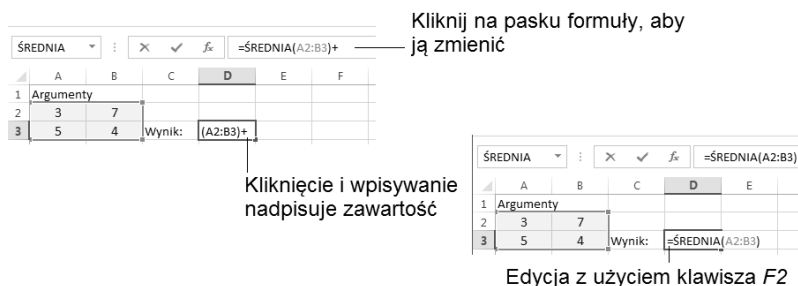 Kliknij na pasku formuły, aby
ją zmienić
ŚREDNIA fx =ŚREDNIA(A2:B3)+
A B C D E F
1 Argumenty
2 3 7
3 5 4 Wynik: (A2:B3)+
Kliknięcie i wpisywanie
nadpisuje zawartość
ŚREDNIA fx =ŚREDNIA(A2:B3)
A B C D E
1 Argumenty
2 3 7
3 5 4 Wynik: =ŚREDNIA(A2:B3)
Edycja z użyciem klawisza F2